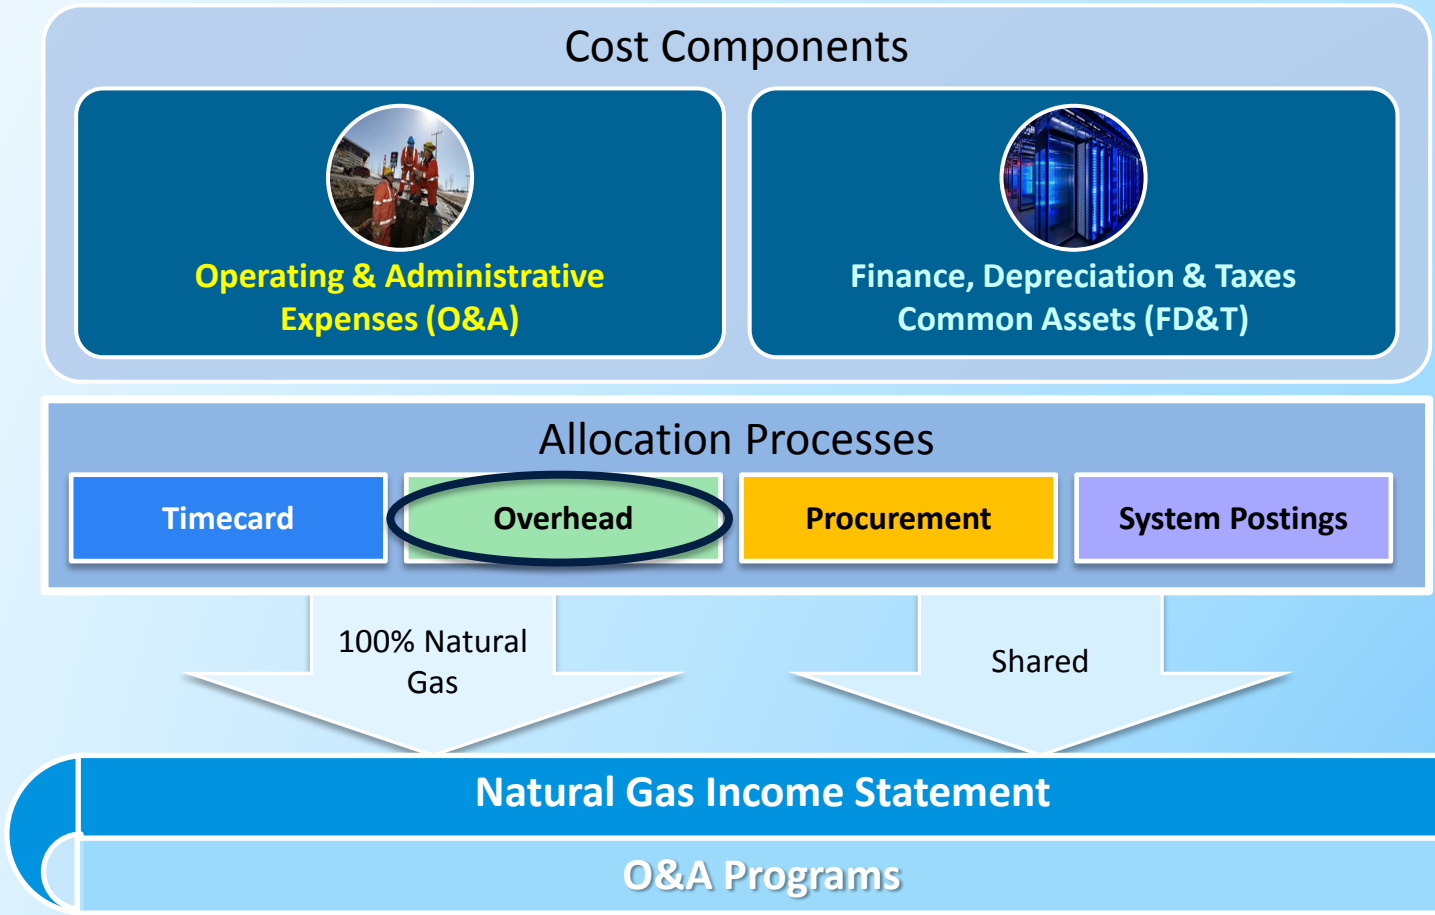 Cost Components
Operating & Administrative
Expenses (O&A)
Finance, Depreciation & Taxes
Common Assets (FD&T)
Allocation Processes
Timecard
Overhead
Procurement
System Postings
100% Natural
Gas
Shared
Natural Gas Income Statement
O&A Programs